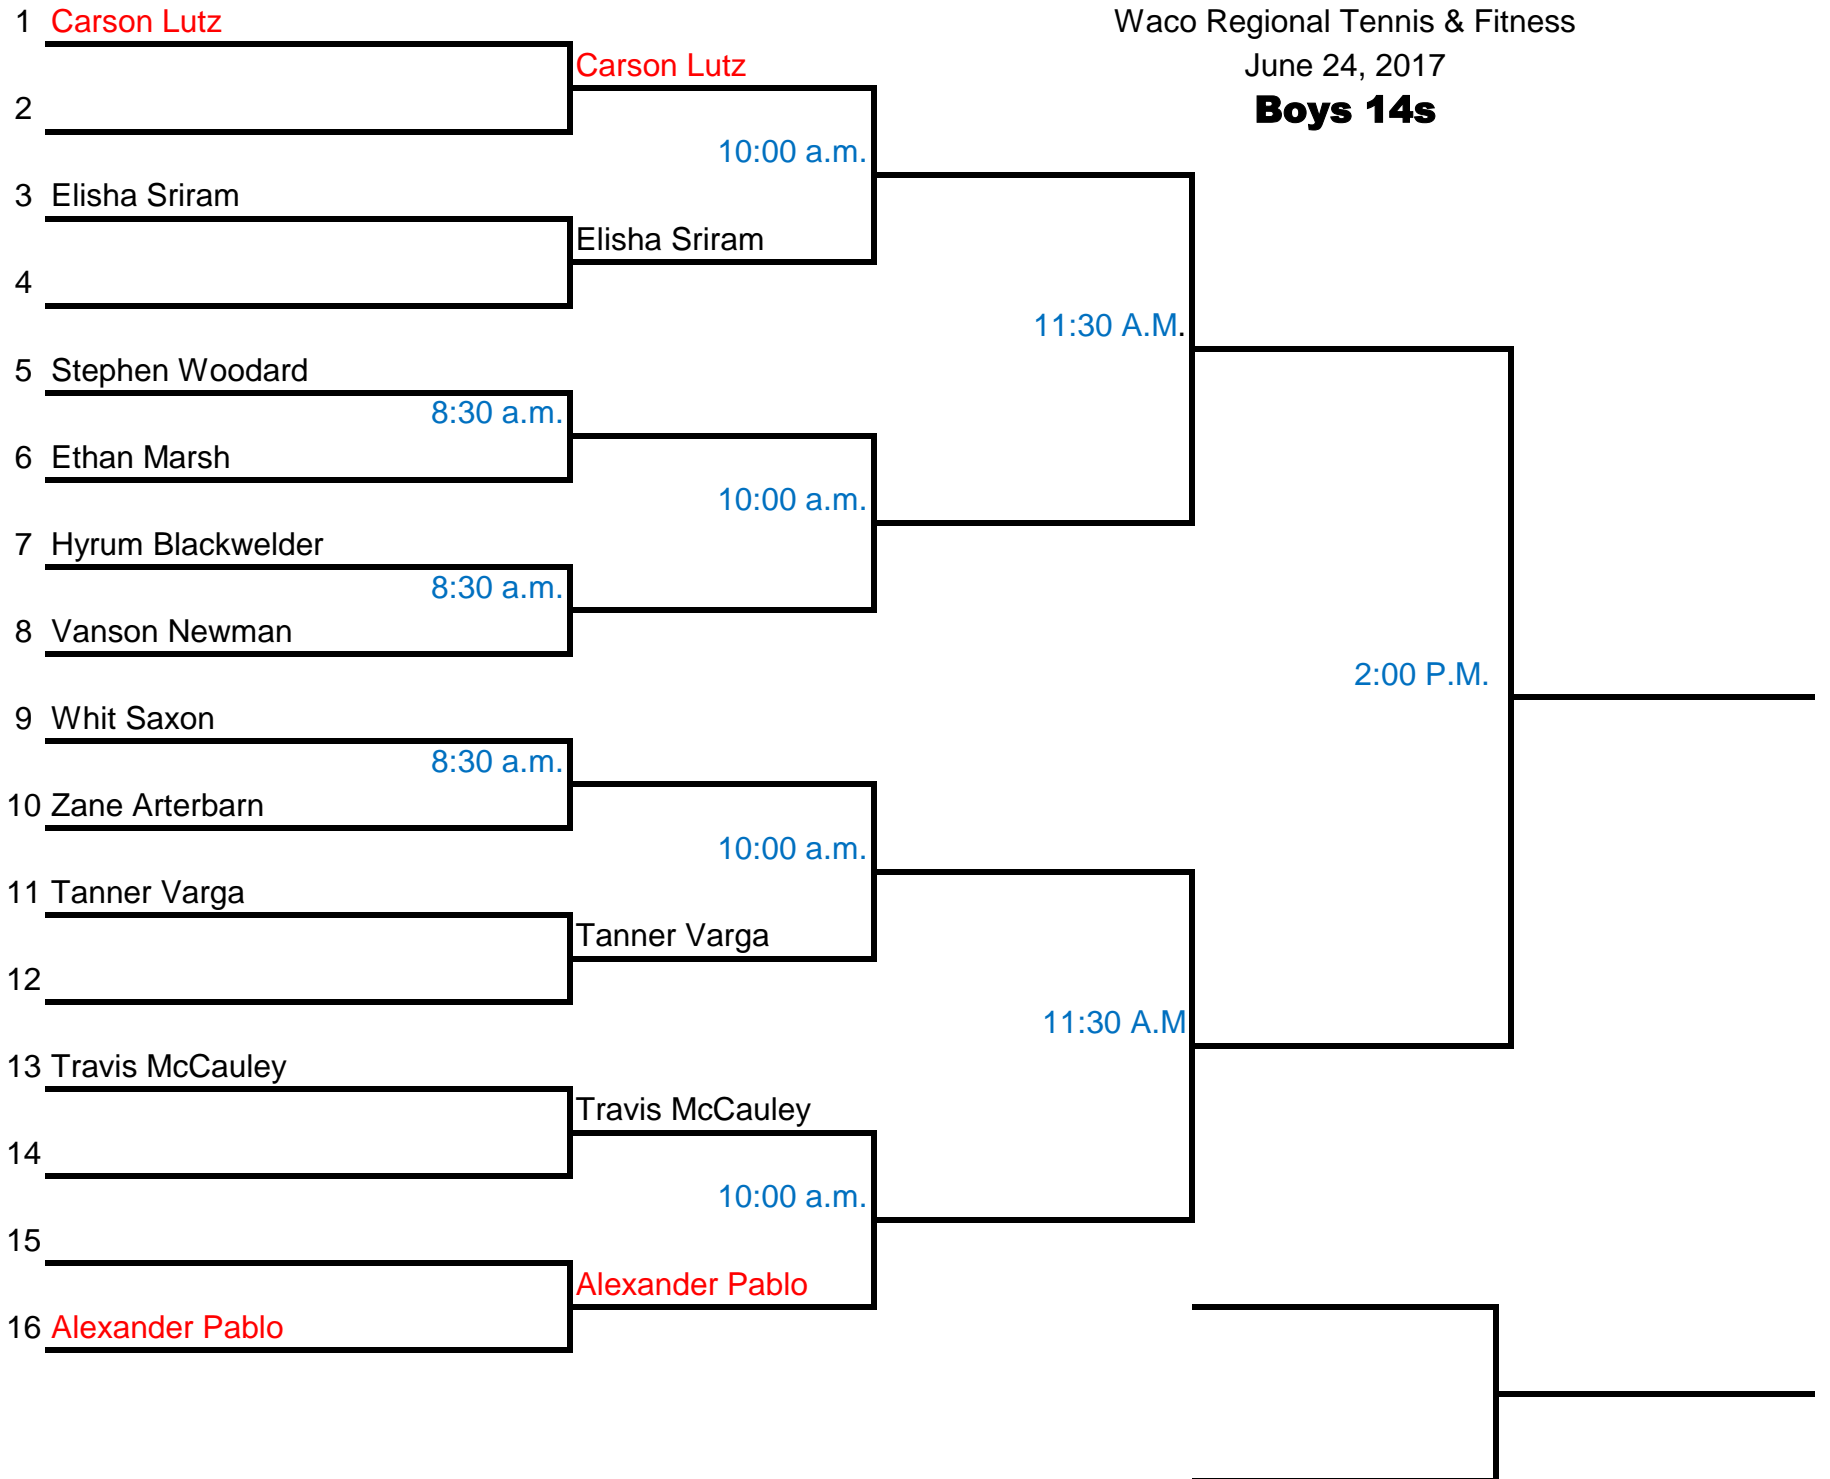 1 Carson Lutz
Waco Regional Tennis & Fitness
Carson Lutz
June 24, 2017
2
Boys 14s
10:00 a.m.
3 Elisha Sriram
Elisha Sriram
4
11:30 A.M.
5 Stephen Woodard
8:30 a.m.
6 Ethan Marsh
10:00 a.m.
7 Hyrum Blackwelder
8:30 a.m.
8 Vanson Newman
2:00 P.M.
9 Whit Saxon
8:30 a.m.
10 Zane Arterbarn
10:00 a.m.
11 Tanner Varga
Tanner Varga
12
11:30 A.M
13 Travis McCauley
Travis McCauley
14
10:00 a.m.
15
Alexander Pablo
16 Alexander Pablo